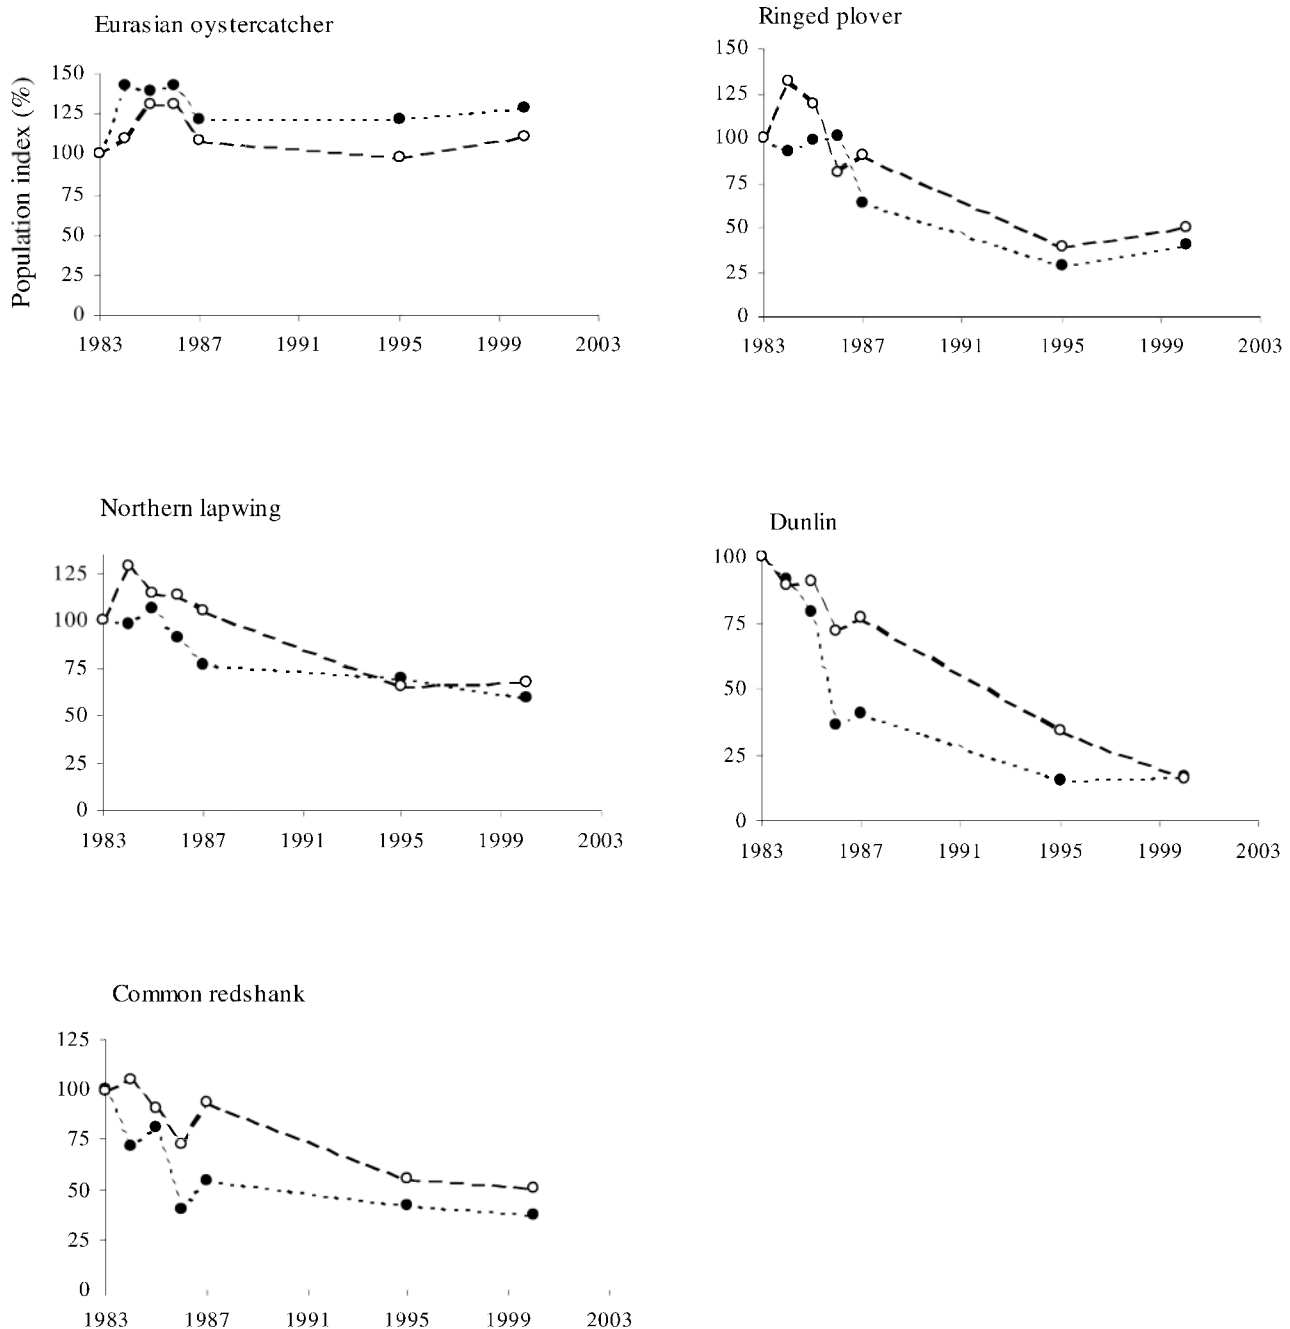 Eurasian oystercatcher
Population index (%)
150
125
100
75
50
25
0
1983 1987 1991 1995 1999 2003
Ringed plover
150
125
100
75
50
25
0
1983 1987 1991 1995 1999 2003
Northern lapwing
125
100
75
50
25
0
1983 1987 1991 1995 1999 2003
Dunlin
100
75
50
25
0
1983 1987 1991 1995 1999 2003
Common redshank
125
100
75
50
25
0
1983 1987 1991 1995 1999 2003